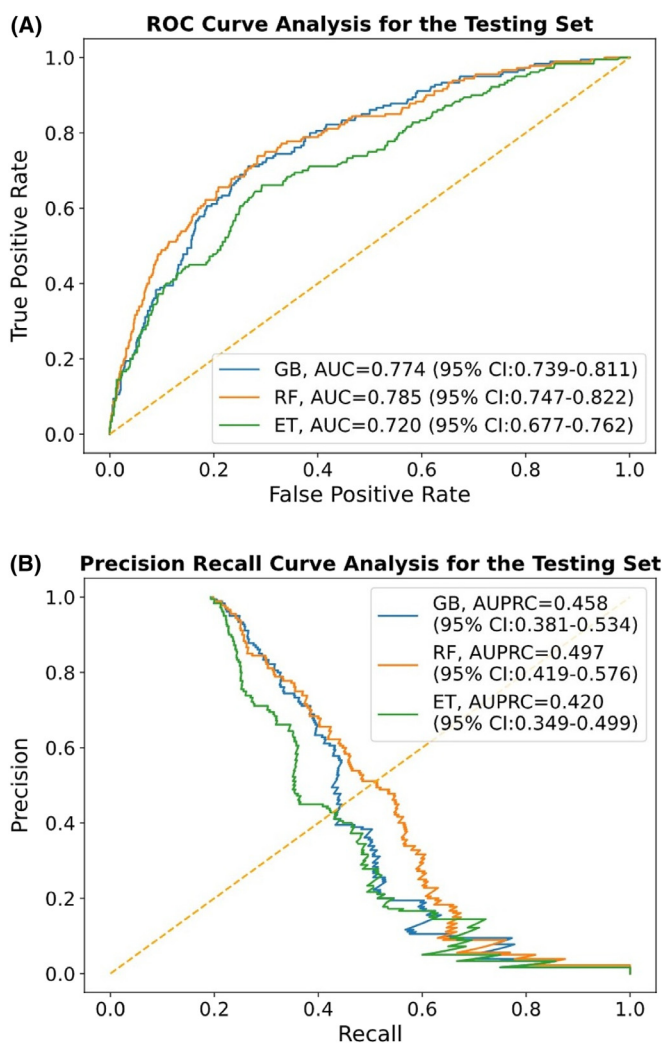 (A)
ROC Curve Analysis for the Testing Set
1.0
0.8
0.6
0.4
0.2
0.0
True Positive Rate
GB, AUC=0.774 (95% CI:0.739-0.811)
RF, AUC=0.785 (95% CI:0.747-0.822)
ET, AUC=0.720 (95% CI:0.677-0.762)
0.0 0.2 0.4 0.6 0.8 1.0
False Positive Rate
(B)
Precision Recall Curve Analysis for the Testing Set
1.0
0.8
0.6
0.4
0.2
0.0
Precision
GB, AUPRC=0.458
(95% CI:0.381-0.534)
RF, AUPRC=0.497
(95% CI:0.419-0.576)
ET, AUPRC=0.420
(95% CI:0.349-0.499)
0.0 0.2 0.4 0.6 0.8 1.0
Recall